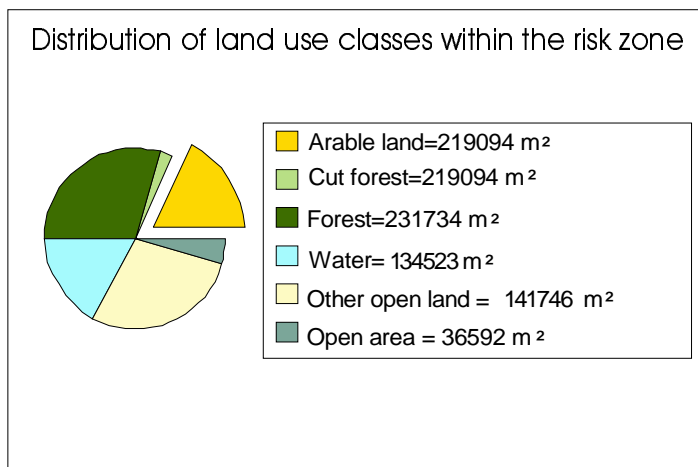 Distribution of land use classes within the risk zone
Arable land=219094 m²
Cut forest=219094 m²
Forest=231734 m²
Water= 134523 m²
Other open land = 141746 m²
Open area = 36592 m²